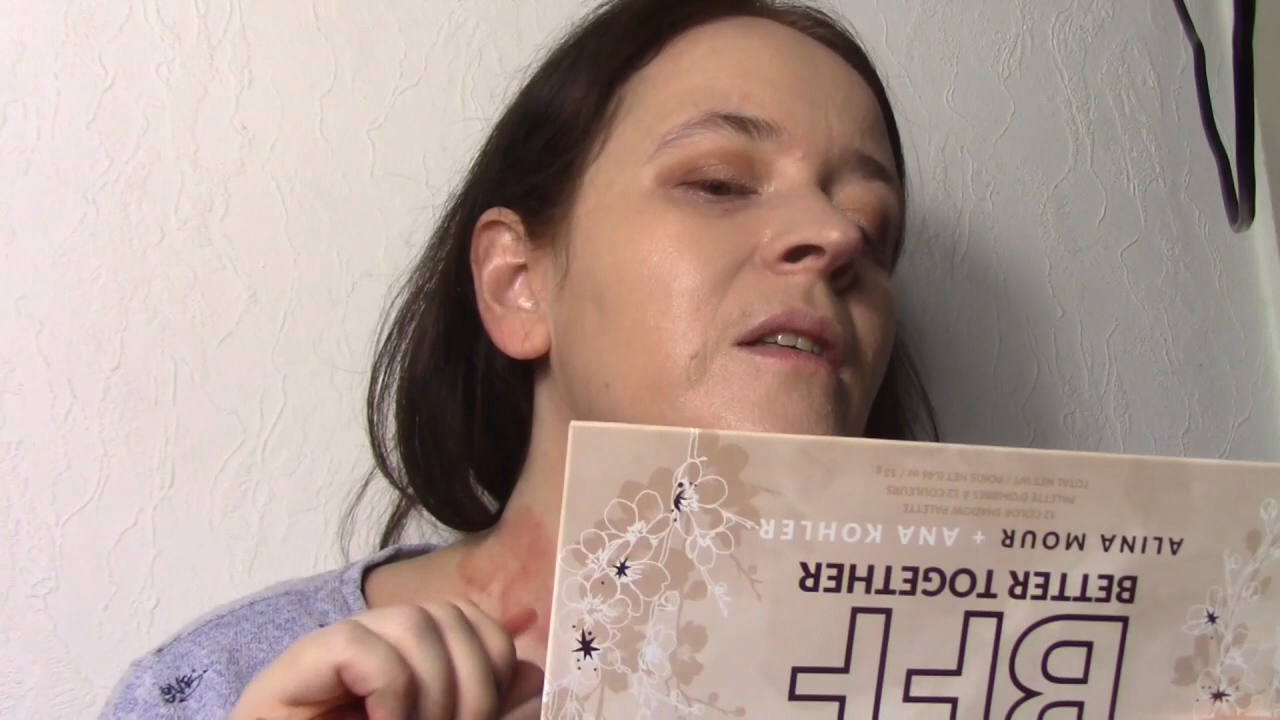 BFF
BETTER TOGETHER
ALINA MOUR + ANA KOHLER
12 COLOR SHADOW PALETTE
PALETTE D'OMBRES À 12 COULEURS
TOTAL NET WT / POIDS NET 0.46 oz / 13 g